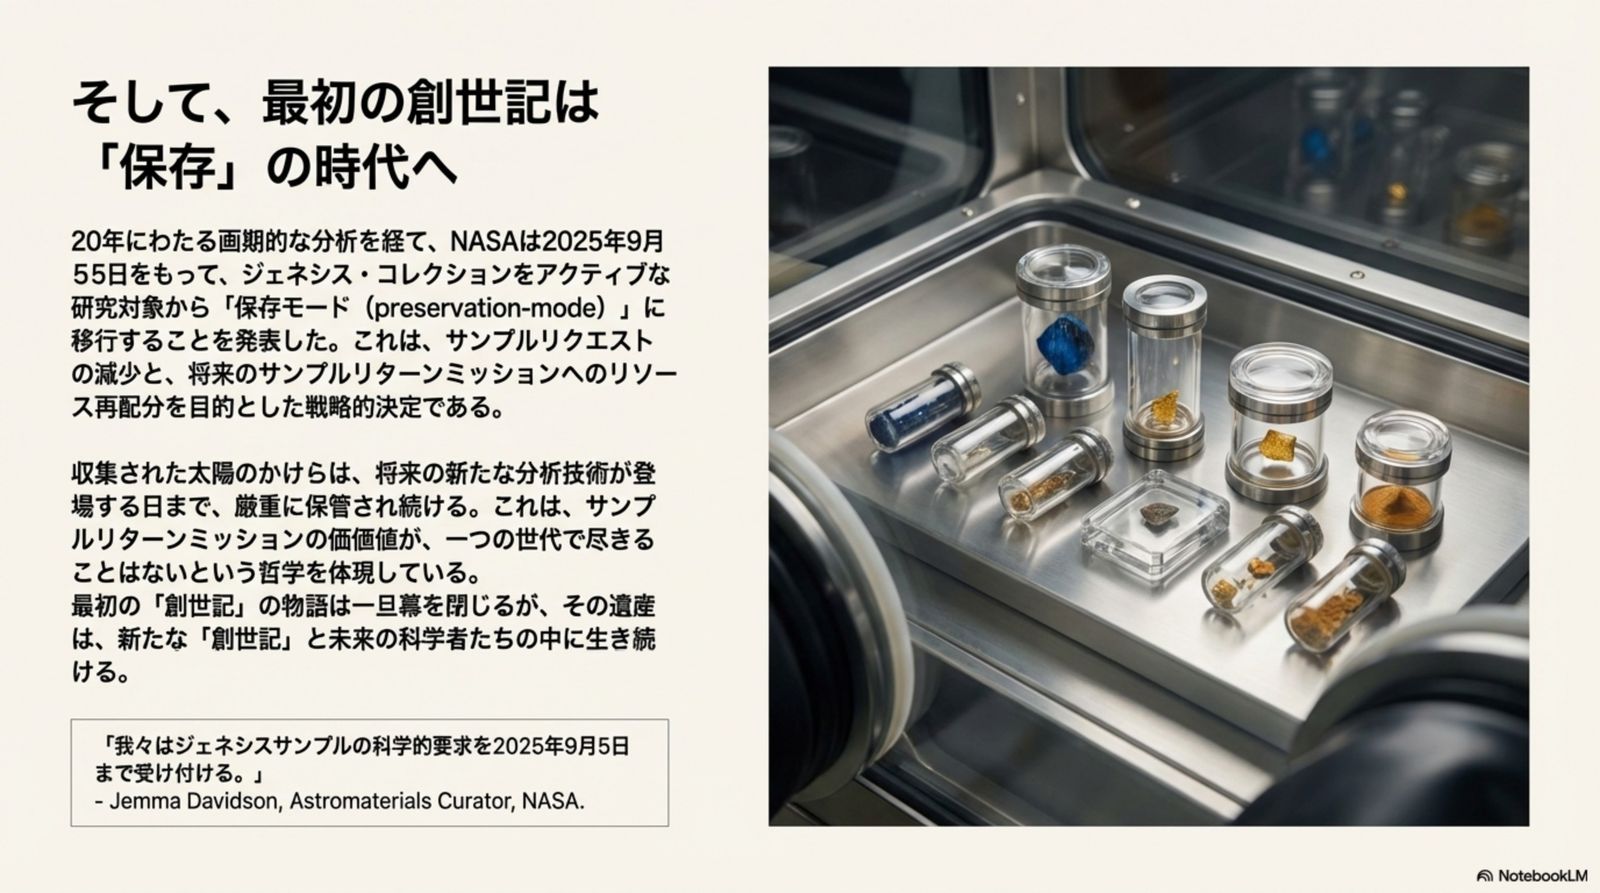 そして、最初の創世記は
「保存」の時代へ
20年にわたる画期的な分析を経て、NASAは2025年9月
55日をもって、ジェネシス・コレクションをアクティブな
研究対象から「保存モード（preservation-mode）」に
移行することを発表した。これは、サンプルリクエスト
の減少と、将来のサンプルリターンミッションへのリソー
ス再配分を目的とした戦略的決定である。
収集された太陽のかけらは、将来の新たな分析技術が登
場する日まで、厳重に保管され続ける。これは、サンプ
ルリターンミッションの価価値が、一つの世代で尽きる
ことはないという哲学を体現している。
最初の「創世記」の物語は一旦幕を閉じるが、その遺産
は、新たな「創世記」と未来の科学者たちの中に生き続
ける。
「我々はジェネシスサンプルの科学的要求を2025年9月5日
まで受け付ける。」
- Jemma Davidson, Astromaterials Curator, NASA.
NotebookLM